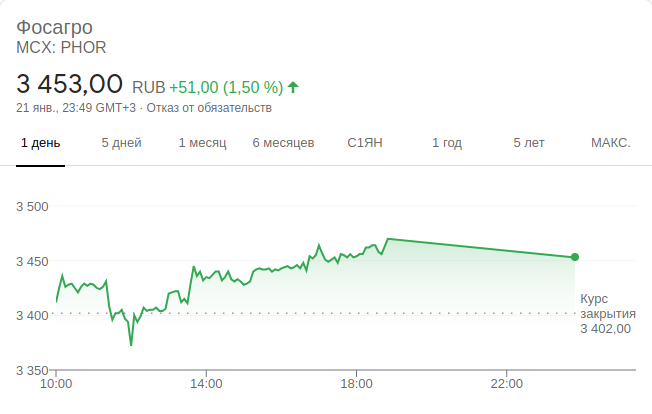 Фосагро
MCX: PHOR
3 453,00 RUB +51,00 (1,50 %)
21 янв., 23:49 GMT+3 · Отказ от обязательств
1 день 5 дней 1 месяц 6 месяцев С1ЯН 1 год 5 лет МАКС.
3 500
3 450
3 400
3 350
Курс
закрытия
3 402,00
10:00 14:00 18:00 22:00